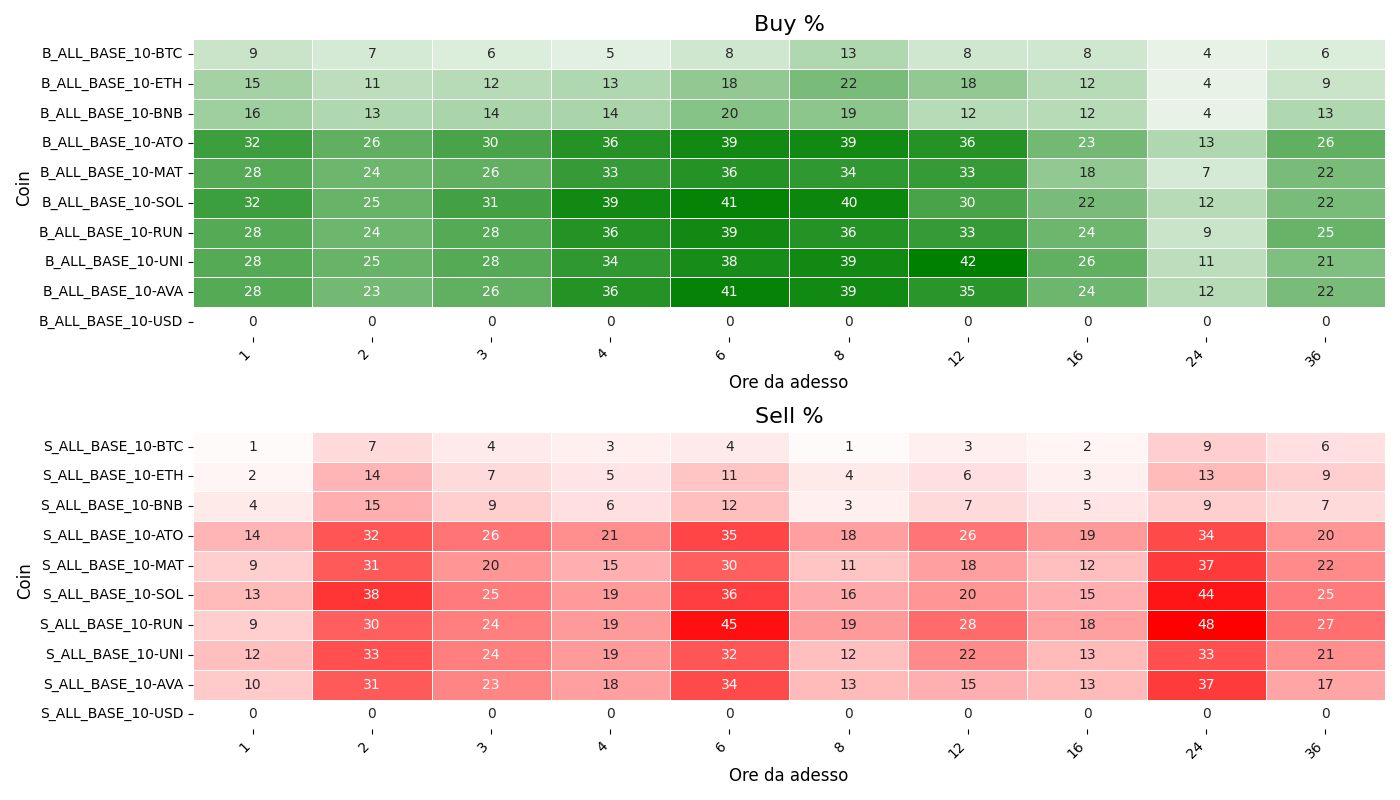 Buy %
Coin
B_ALL_BASE_10-BTC 9 7 6 5 8 13 8 8 4 6
B_ALL_BASE_10-ETH 15 11 12 13 18 22 18 12 4 9
B_ALL_BASE_10-BNB 16 13 14 14 20 19 12 12 4 13
B_ALL_BASE_10-ATO 32 26 30 36 39 39 36 23 13 26
B_ALL_BASE_10-MAT 28 24 26 33 36 34 33 18 7 22
B_ALL_BASE_10-SOL 32 25 31 39 41 40 30 22 12 22
B_ALL_BASE_10-RUN 28 24 28 36 39 36 33 24 9 25
B_ALL_BASE_10-UNI 28 25 28 34 38 39 42 26 11 21
B_ALL_BASE_10-AVA 28 23 26 36 41 39 35 24 12 22
B_ALL_BASE_10-USD 0 0 0 0 0 0 0 0 0 0
1 2 3 4 6 8 12 16 24 36
Ore da adesso
Sell %
Coin
S_ALL_BASE_10-BTC 1 7 4 3 4 1 3 2 9 6
S_ALL_BASE_10-ETH 2 14 7 5 11 4 6 3 13 9
S_ALL_BASE_10-BNB 4 15 9 6 12 3 7 5 9 7
S_ALL_BASE_10-ATO 14 32 26 21 35 18 26 19 34 20
S_ALL_BASE_10-MAT 9 31 20 15 30 11 18 12 37 22
S_ALL_BASE_10-SOL 13 38 25 19 36 16 20 15 44 25
S_ALL_BASE_10-RUN 9 30 24 19 45 19 28 18 48 27
S_ALL_BASE_10-UNI 12 33 24 19 32 12 22 13 33 21
S_ALL_BASE_10-AVA 10 31 23 18 34 13 15 13 37 17
S_ALL_BASE_10-USD 0 0 0 0 0 0 0 0 0 0
1 2 3 4 6 8 12 16 24 36
Ore da adesso